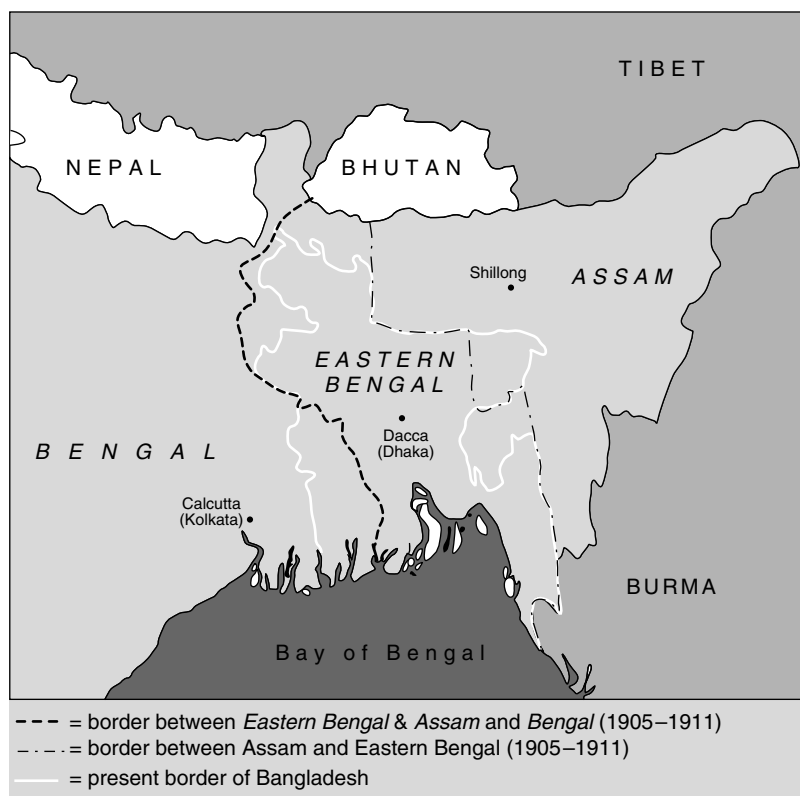 TIBET
NEPAL
BHUTAN
Shillong
ASSAM
EASTERN
BENGAL
Dacca
(Dhaka)
BENGAL
Calcutta
(Kolkata)
BURMA
Bay of Bengal
= border between Eastern Bengal & Assam and Bengal (1905–1911)
= border between Assam and Eastern Bengal (1905–1911)
= present border of Bangladesh